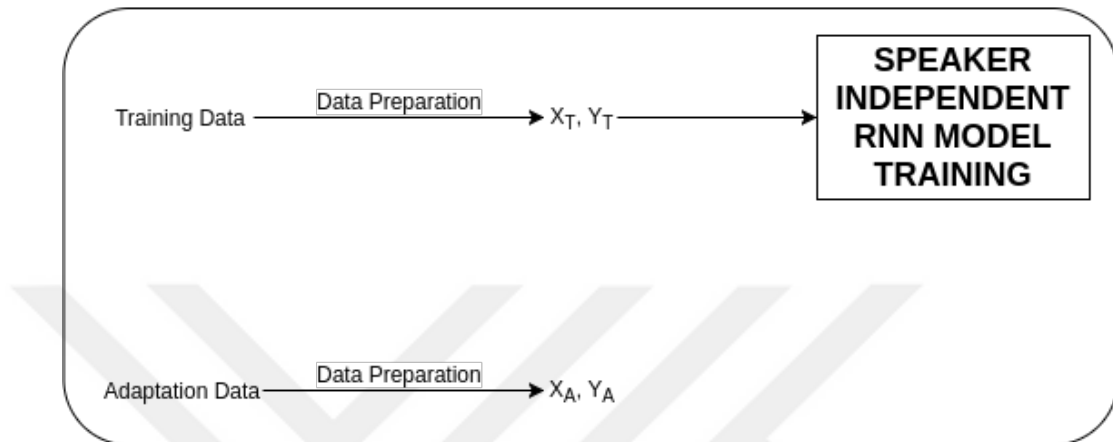 Training Data
Data Preparation
X_T, Y_T
SPEAKER
INDEPENDENT
RNN MODEL
TRAINING
Adaptation Data
Data Preparation
X_A, Y_A